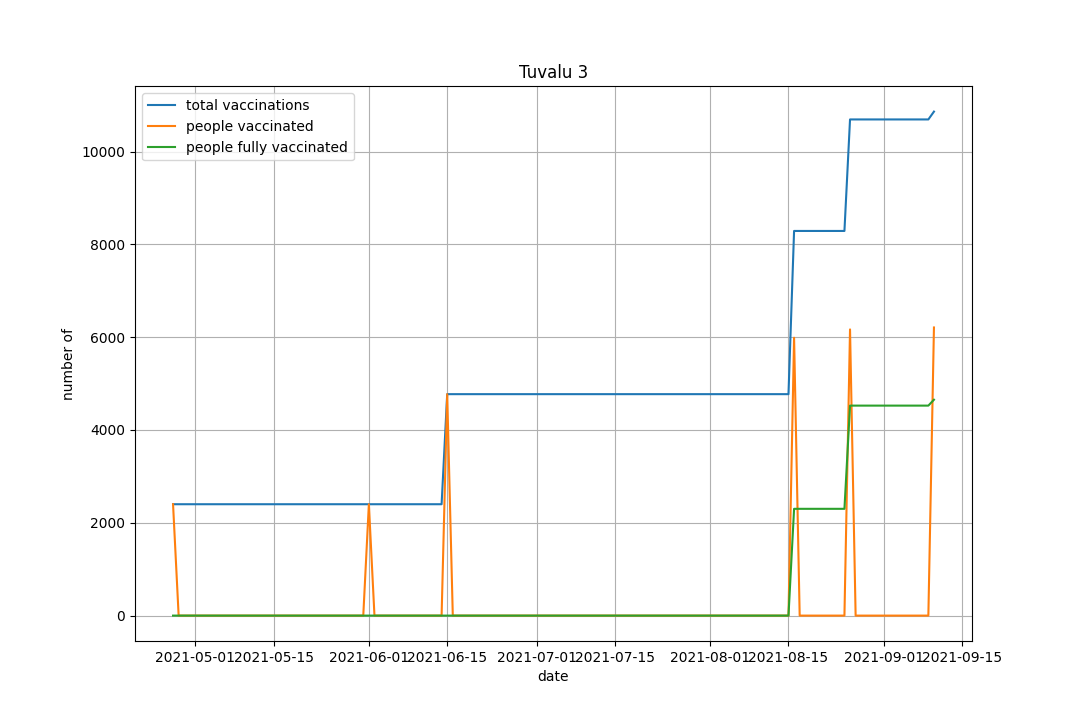 Tuvalu 3
total vaccinations
people vaccinated
people fully vaccinated
number of
10000
8000
6000
4000
2000
0
2021-05-01 2021-05-15 2021-06-01 2021-06-15 2021-07-01 2021-07-15 2021-08-01 2021-08-15 2021-09-01 2021-09-15
date